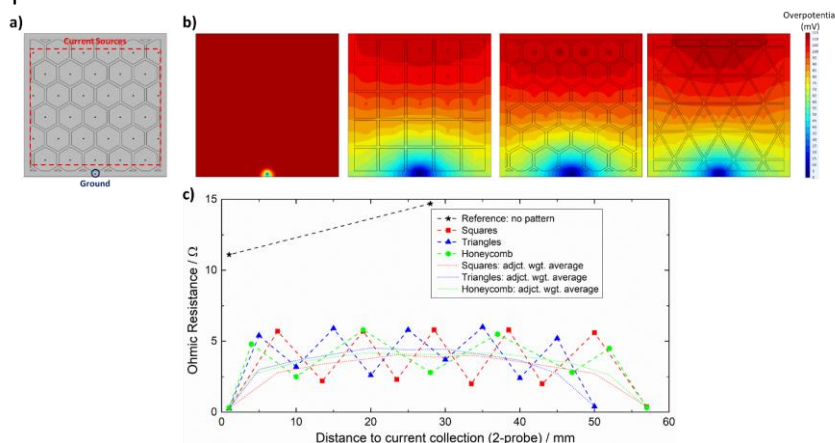 a)
Current Sources
Ground
b)
Overpotential
(mV)
c)
Ohmic Resistance / Ω
15
10
5
0
Reference: no pattern
Squares
Triangles
Honeycomb
Squares: adjct. wgt. average
Triangles: adjct. wgt. average
Honeycomb: adjct. wgt. average
0 10 20 30 40 50 60
Distance to current collection (2-probe) / mm